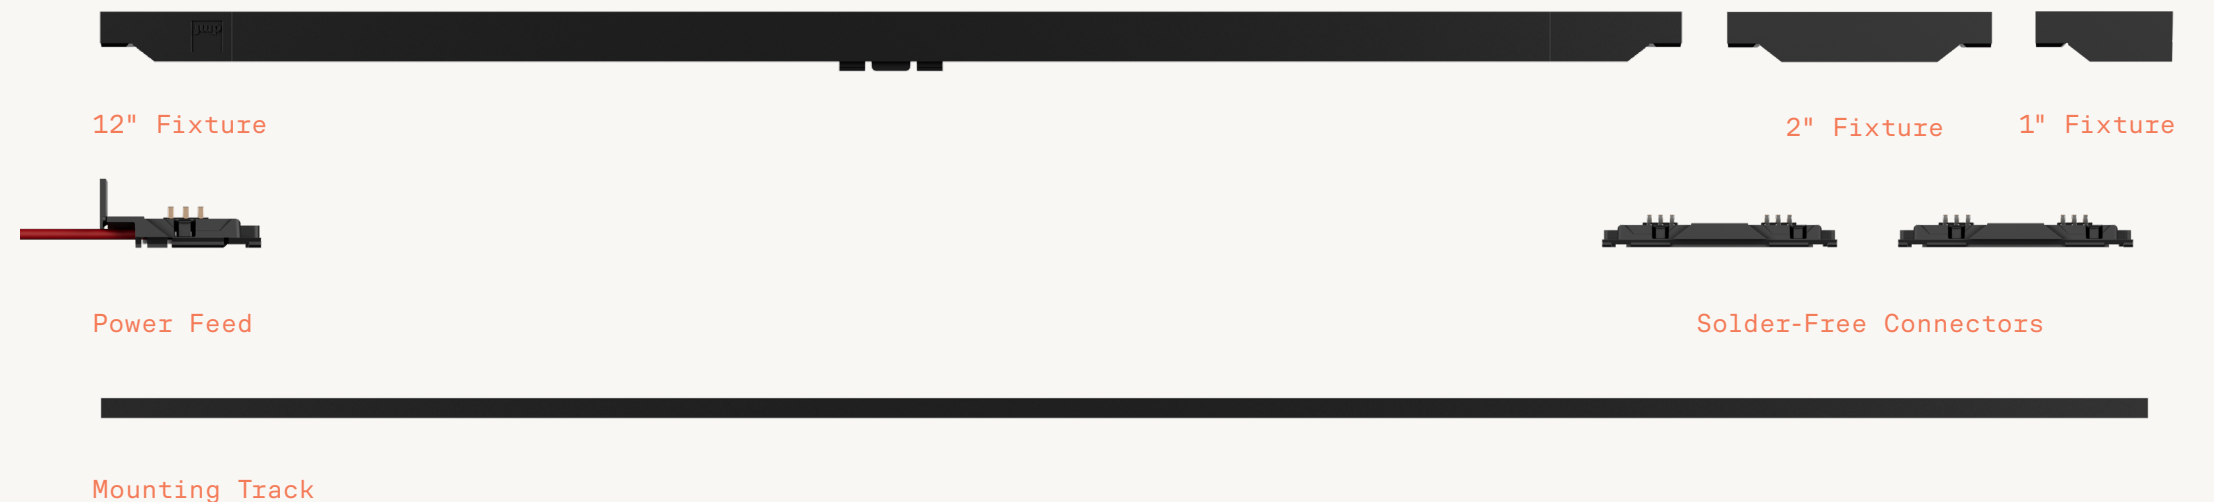 12" Fixture
2" Fixture
1" Fixture
Power Feed
Solder-Free Connectors
Mounting Track